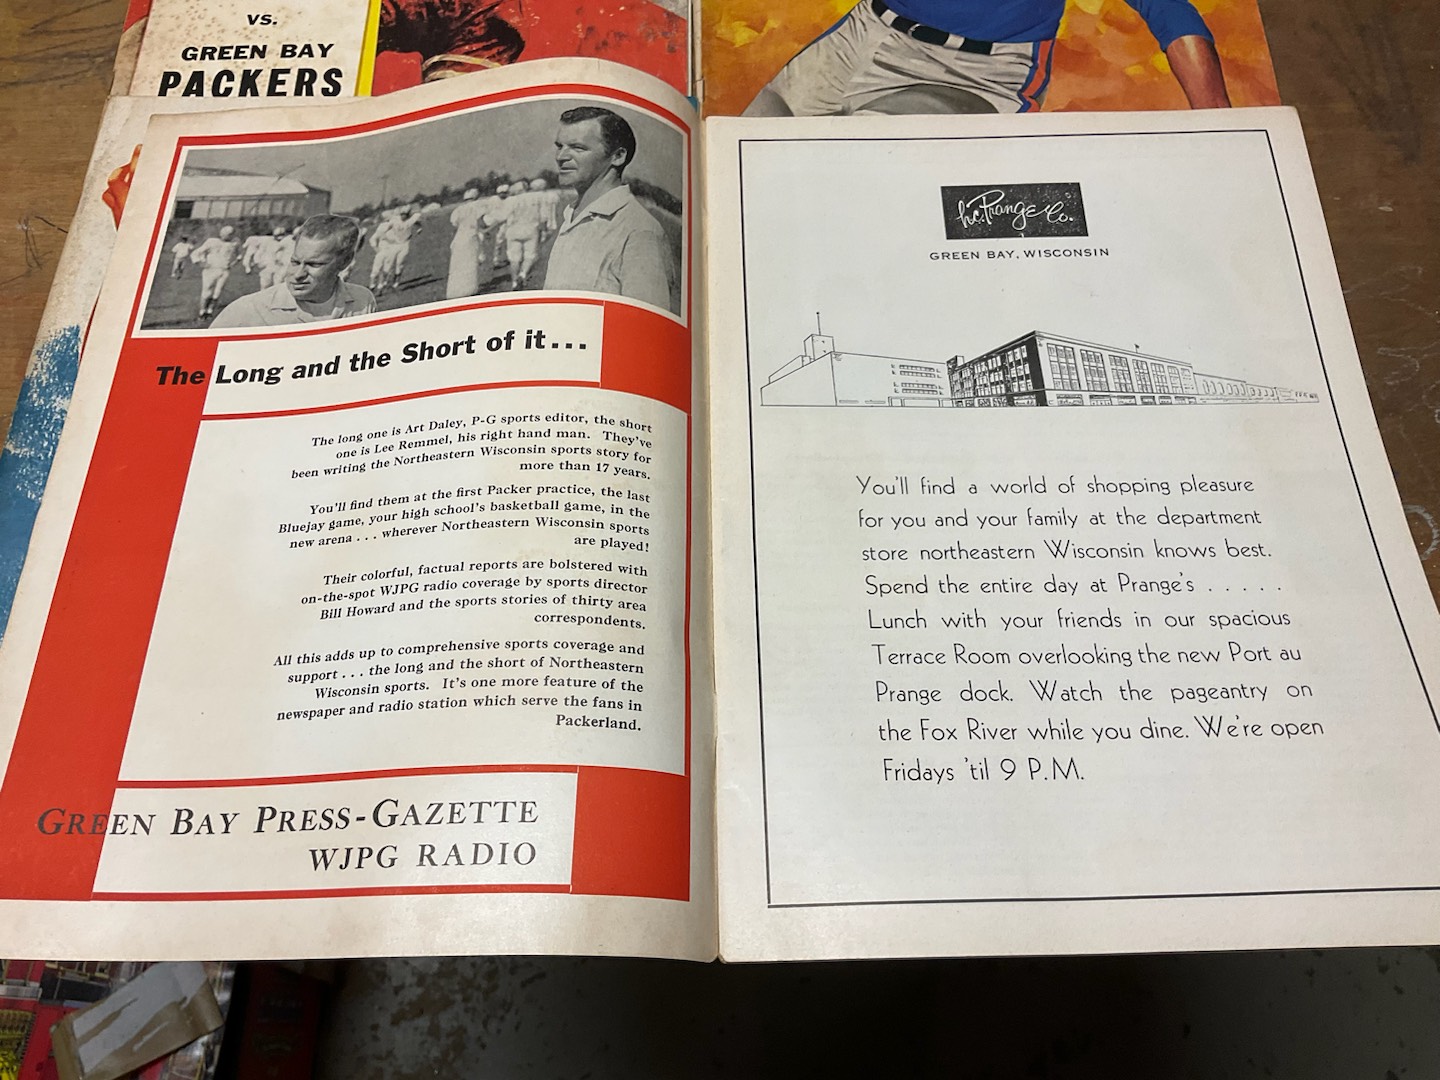 VS.
GREEN BAY
PACKERS
The Long and the Short of it...
The long one is Art Daley, P-G sports editor, the short
one is Lee Remmel, his right hand man. They've
been writing the Northeastern Wisconsin sports story for
more than 17 years.
You'll find them at the first Packer practice, the last
Bluejay game, your high school's basketball game, in the
new arena . . . wherever Northeastern Wisconsin sports
are played!
Their colorful, factual reports are bolstered with
on-the-spot WJPG radio coverage by sports director
Bill Howard and the sports stories of thirty area
correspondents.
All this adds up to comprehensive sports coverage and
support . . . the long and the short of Northeastern
Wisconsin sports. It's one more feature of the
newspaper and radio station which serve the fans in
Packerland.
GREEN BAY PRESS-GAZETTE
WJPG RADIO
h.c. Prange Co.
GREEN BAY, WISCONSIN
You'll find a world of shopping pleasure
for you and your family at the department
store northeastern Wisconsin knows best.
Spend the entire day at Prange's . . . . .
Lunch with your friends in our spacious
Terrace Room overlooking the new Port au
Prange dock. Watch the pageantry on
the Fox River while you dine. We're open
Fridays 'til 9 P.M.